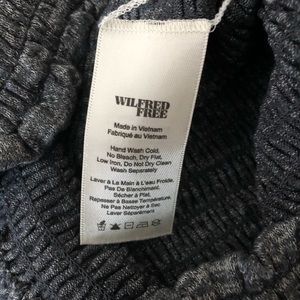 WILFRED
FREE
Made in Vietnam
Fabriqué au Vietnam
Hand Wash Cold,
No Bleach, Dry Flat,
Low Iron, Do Not Dry Clean
Wash Separately
Laver à La Main à L'eau Froide,
Pas De Blanchiment,
Sécher à Plat,
Repasser à Basse Température,
Ne Pas Nettoyer à Sec
Laver Séparément